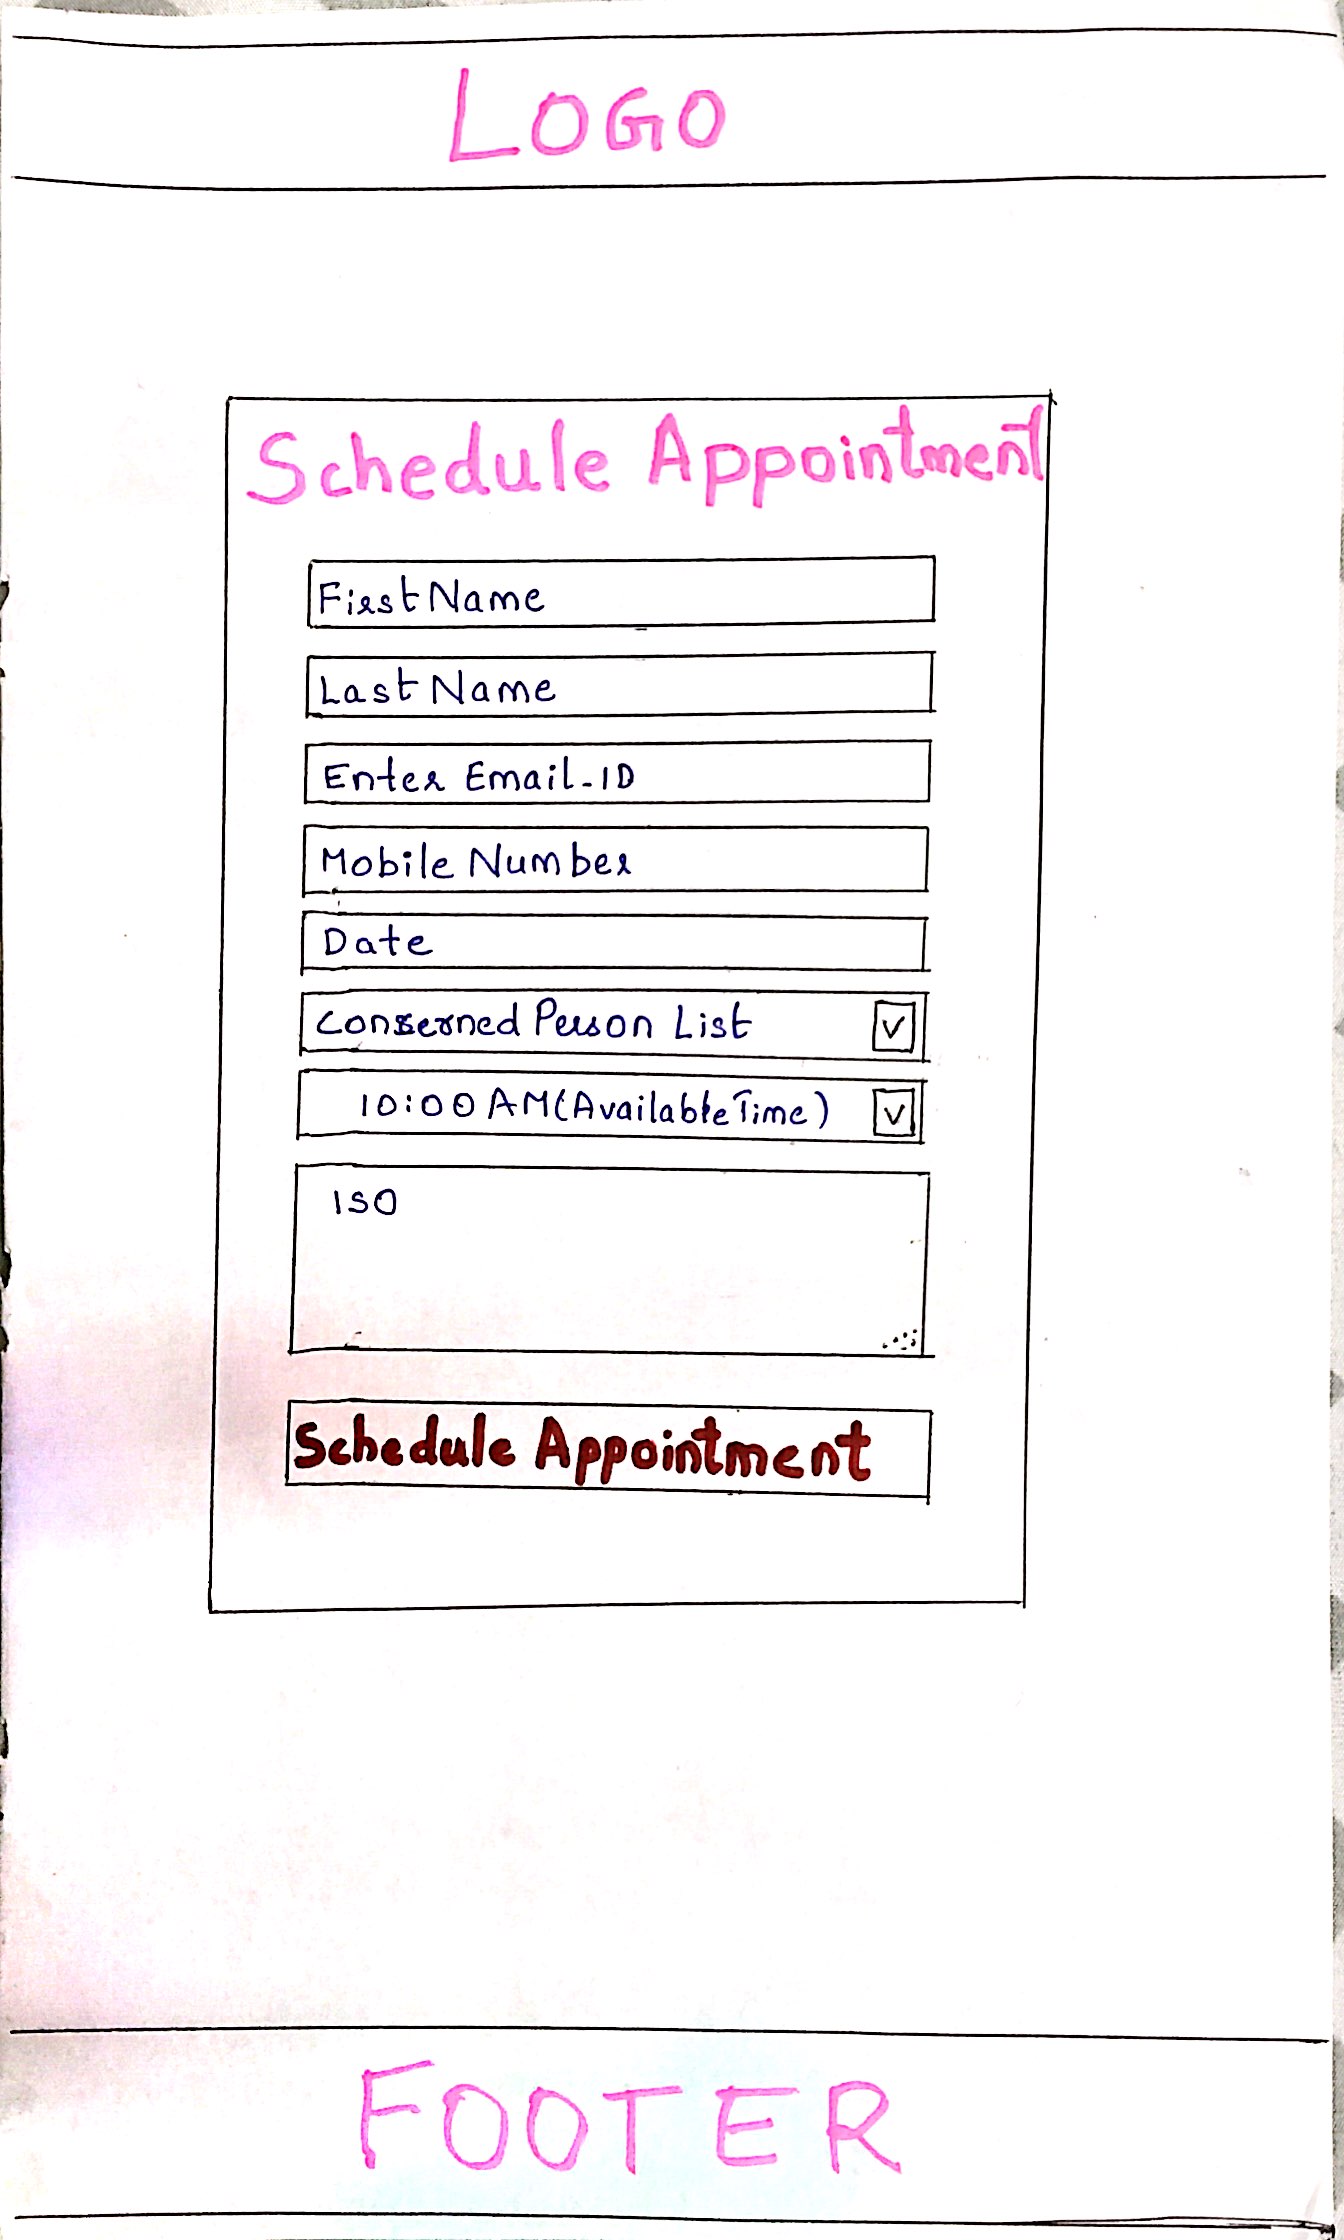 LOGO
Schedule Appointment
First Name
Last Name
Enter Email-ID
Mobile Number
Date
Conserned Person List
10:00 AM (Available Time)
ISO
Schedule Appointment
FOOTER